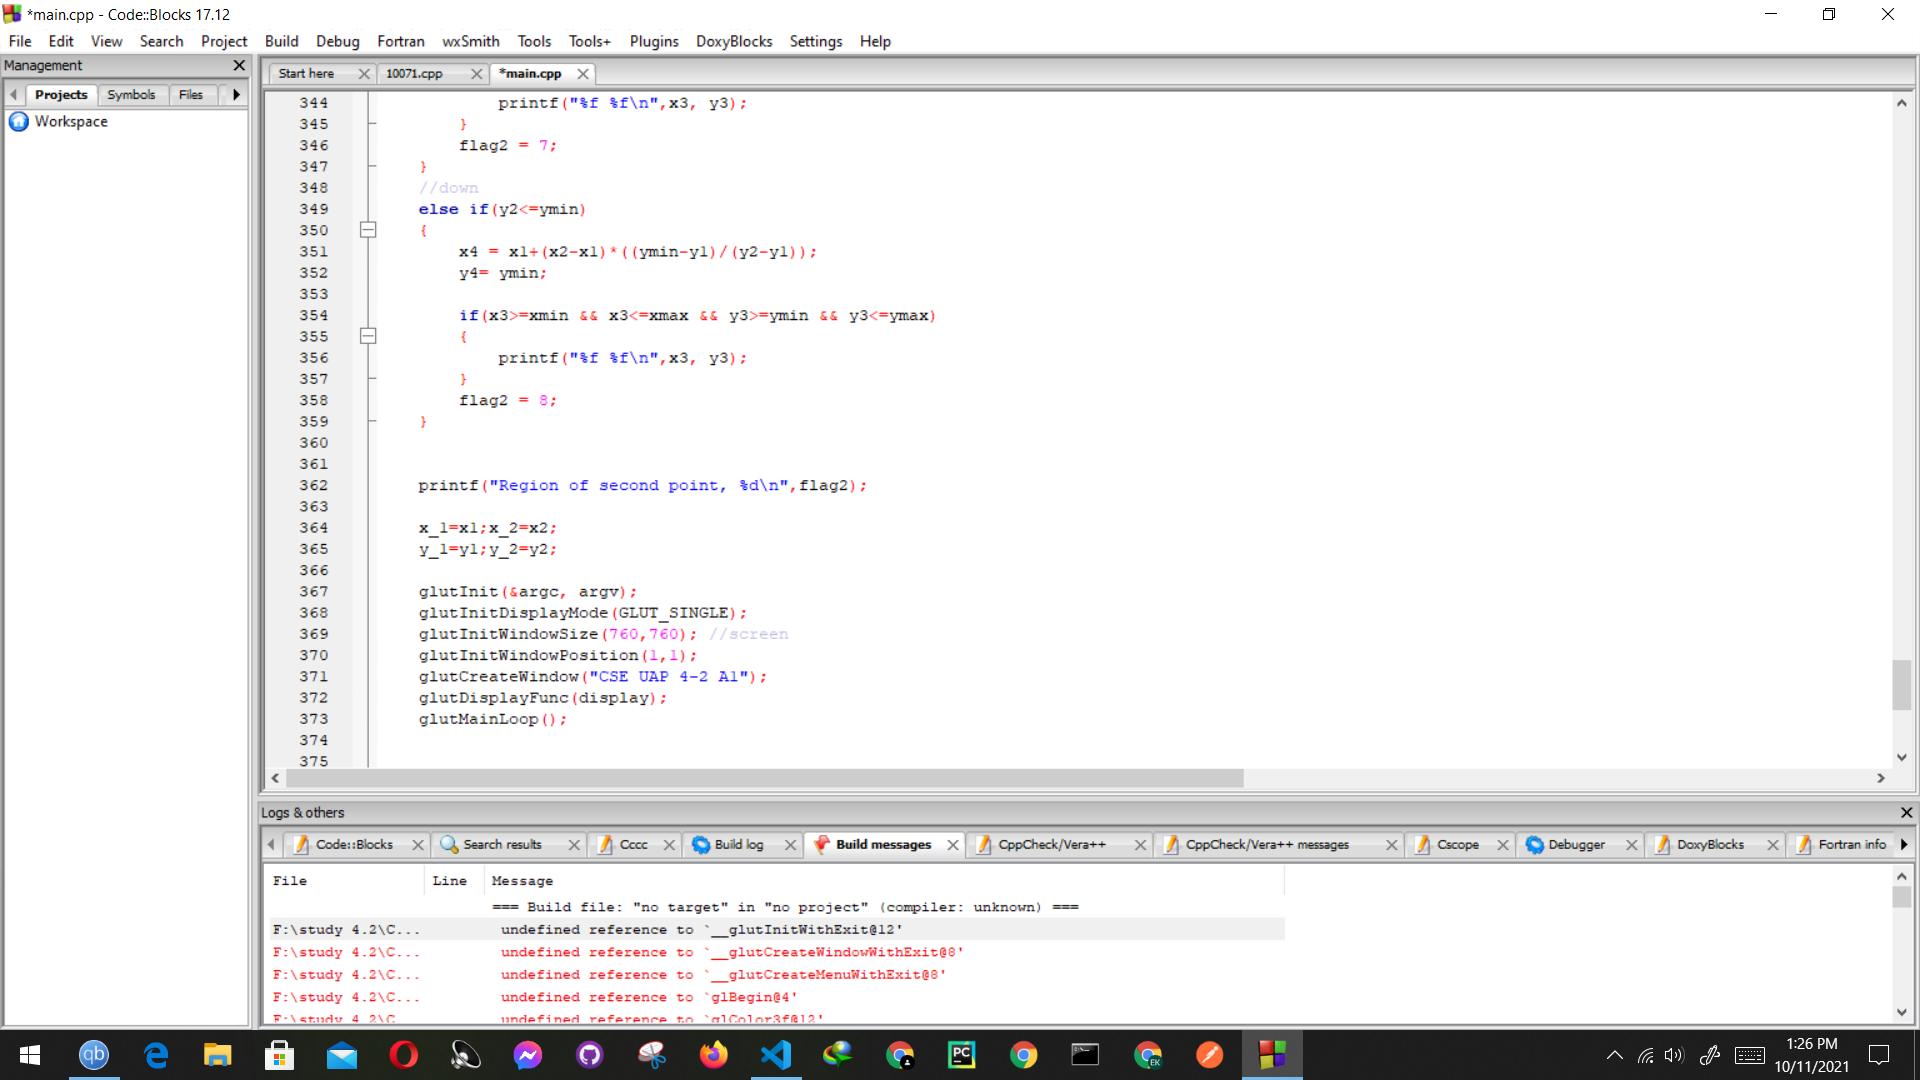 *main.cpp - Code::Blocks 17.12
File Edit View Search Project Build Debug Fortran wxSmith Tools Tools+ Plugins DoxyBlocks Settings Help
Management
Projects Symbols Files
Workspace
Start here 10071.cpp *main.cpp
344 printf("%f %f\n",x3, y3);
345 }
346 flag2 = 7;
347 }
348 //down
349 else if(y2<=ymin)
350 {
351 x4 = x1+(x2-x1)*((ymin-y1)/(y2-y1));
352 y4= ymin;
353
354 if(x3>=xmin && x3<=xmax && y3>=ymin && y3<=ymax)
355 {
356 printf("%f %f\n",x3, y3);
357 }
358 flag2 = 8;
359 }
360
361
362 printf("Region of second point, %d\n",flag2);
363
364 x_1=x1;x_2=x2;
365 y_1=y1;y_2=y2;
366
367 glutInit(&argc, argv);
368 glutInitDisplayMode(GLUT_SINGLE);
369 glutInitWindowSize(760,760); //screen
370 glutInitWindowPosition(1,1);
371 glutCreateWindow("CSE UAP 4-2 A1");
372 glutDisplayFunc(display);
373 glutMainLoop();
374
375
Logs & others
Code::Blocks Search results Cccc Build log Build messages CppCheck/Vera++ CppCheck/Vera++ messages Cscope Debugger DoxyBlocks Fortran info
File Line Message
=== Build file: "no target" in "no project" (compiler: unknown) ===
F:\study 4.2\C... undefined reference to `__glutInitWithExit@12'
F:\study 4.2\C... undefined reference to `__glutCreateWindowWithExit@8'
F:\study 4.2\C... undefined reference to `__glutCreateMenuWithExit@8'
F:\study 4.2\C... undefined reference to `glBegin@4'
F:\study 4.2\C... undefined reference to `glColor3f@12'
qb
PC
EK
1:26 PM
10/11/2021